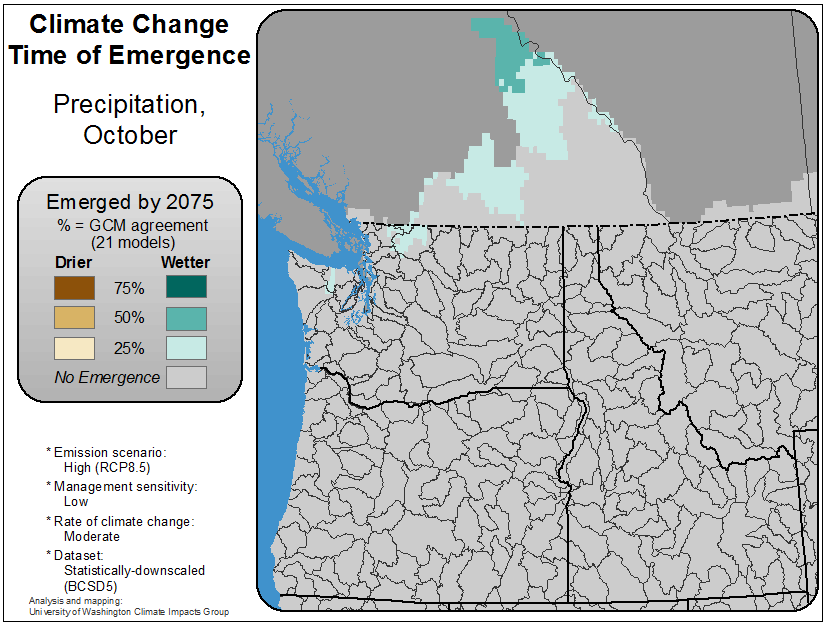 Climate Change
Time of Emergence
Precipitation,
October
Emerged by 2075
% = GCM agreement
(21 models)
Drier Wetter
75%
50%
25%
No Emergence
* Emission scenario:
High (RCP8.5)
* Management sensitivity:
Low
* Rate of climate change:
Moderate
* Dataset:
Statistically-downscaled
(BCSD5)
Analysis and mapping:
University of Washington Climate Impacts Group